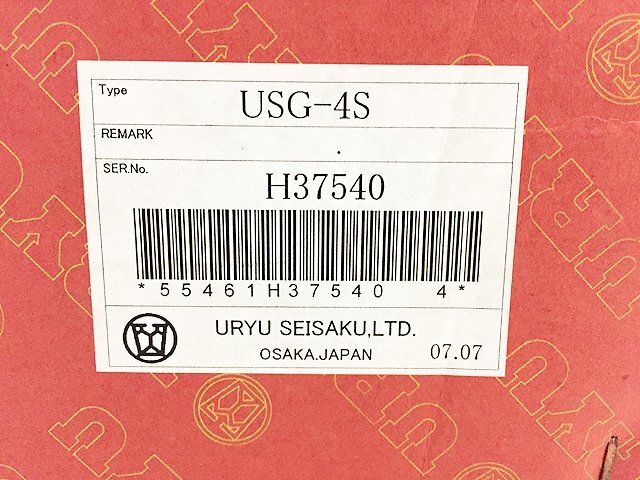 Type USG-4S
REMARK
SER.No.
H37540
*55461H37540 4*
URYU SEISAKU,LTD.
OSAKA.JAPAN 07.07